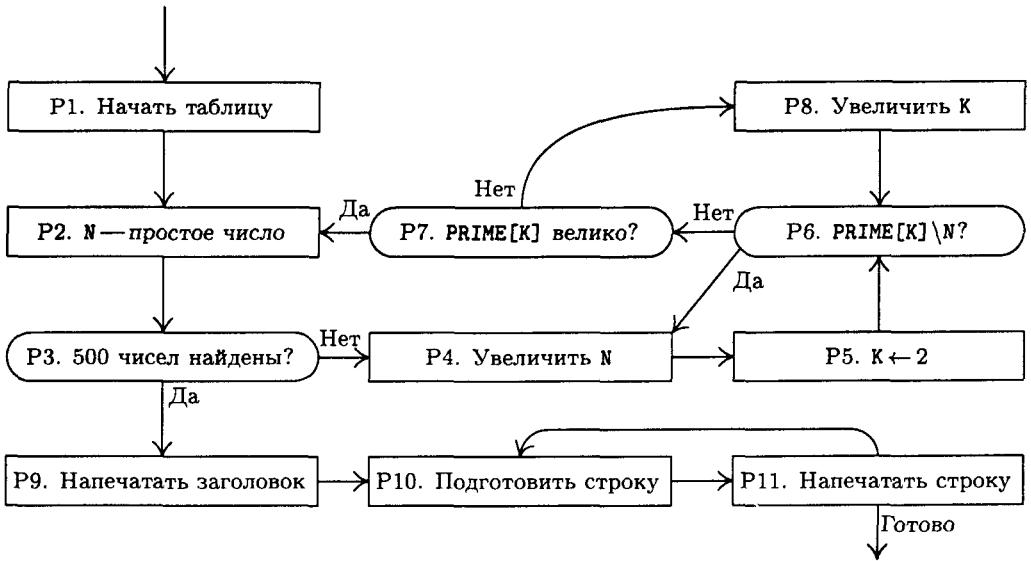 P1. Начать таблицу
P8. Увеличить K
Нет
Да
Нет
P2. N — простое число
P7. PRIME[K] велико?
P6. PRIME[K]\N?
Да
Нет
P3. 500 чисел найдены?
P4. Увеличить N
P5. K ← 2
Да
P9. Напечатать заголовок
P10. Подготовить строку
P11. Напечатать строку
Готово